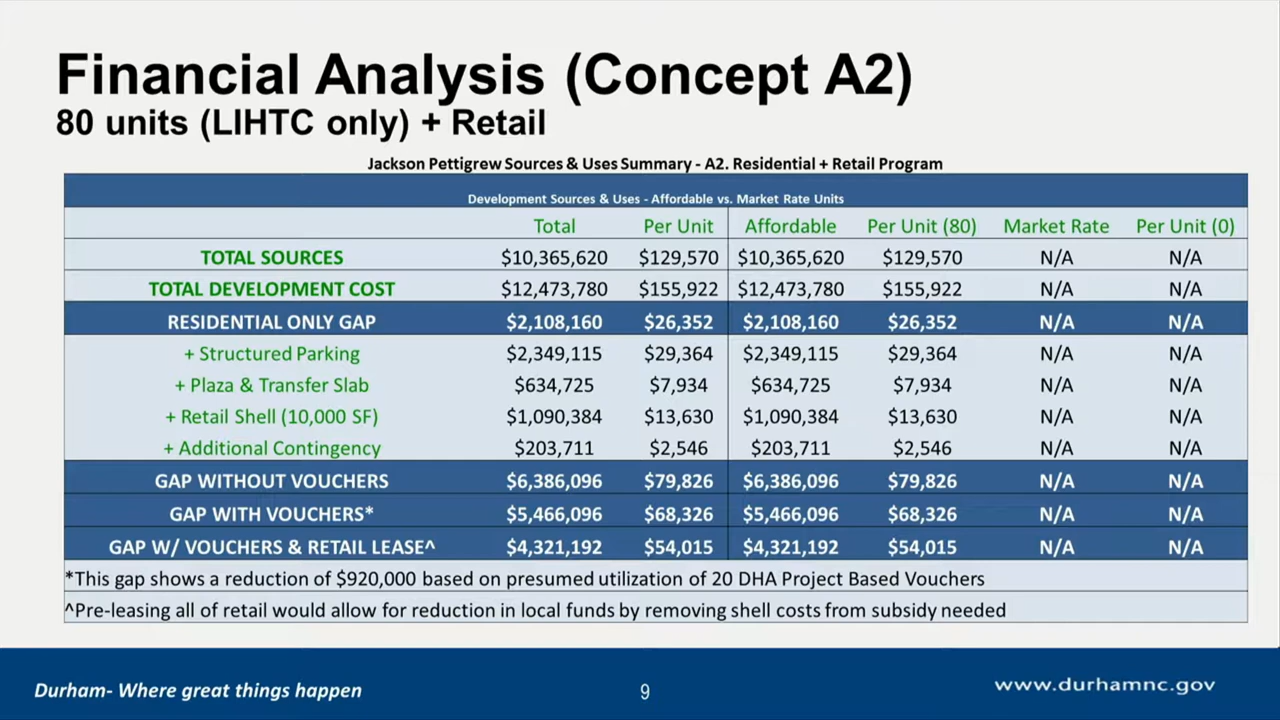 Financial Analysis (Concept A2)
80 units (LIHTC only) + Retail
Jackson Pettigrew Sources & Uses Summary - A2. Residential + Retail Program
Development Sources & Uses - Affordable vs. Market Rate Units
Total Per Unit Affordable Per Unit (80) Market Rate Per Unit (0)
TOTAL SOURCES $10,365,620 $129,570 $10,365,620 $129,570 N/A N/A
TOTAL DEVELOPMENT COST $12,473,780 $155,922 $12,473,780 $155,922 N/A N/A
RESIDENTIAL ONLY GAP $2,108,160 $26,352 $2,108,160 $26,352 N/A N/A
+ Structured Parking $2,349,115 $29,364 $2,349,115 $29,364 N/A N/A
+ Plaza & Transfer Slab $634,725 $7,934 $634,725 $7,934 N/A N/A
+ Retail Shell (10,000 SF) $1,090,384 $13,630 $1,090,384 $13,630 N/A N/A
+ Additional Contingency $203,711 $2,546 $203,711 $2,546 N/A N/A
GAP WITHOUT VOUCHERS $6,386,096 $79,826 $6,386,096 $79,826 N/A N/A
GAP WITH VOUCHERS* $5,466,096 $68,326 $5,466,096 $68,326 N/A N/A
GAP W/ VOUCHERS & RETAIL LEASE^ $4,321,192 $54,015 $4,321,192 $54,015 N/A N/A
*This gap shows a reduction of $920,000 based on presumed utilization of 20 DHA Project Based Vouchers
^Pre-leasing all of retail would allow for reduction in local funds by removing shell costs from subsidy needed
Durham- Where great things happen 9 www.durhamnc.gov